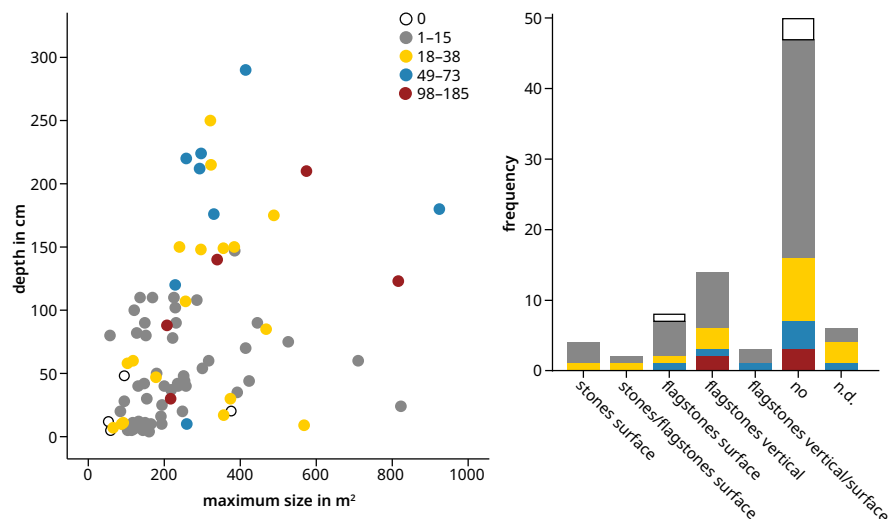 0
1–15
18–38
49–73
98–185
300
250
200
150
100
50
0
depth in cm
0 200 400 600 800 1000
maximum size in m²
50
40
30
20
10
0
frequency
stones surface
stones/flagstones surface
flagstones surface
flagstones vertical
flagstones vertical/surface
no
n.d.